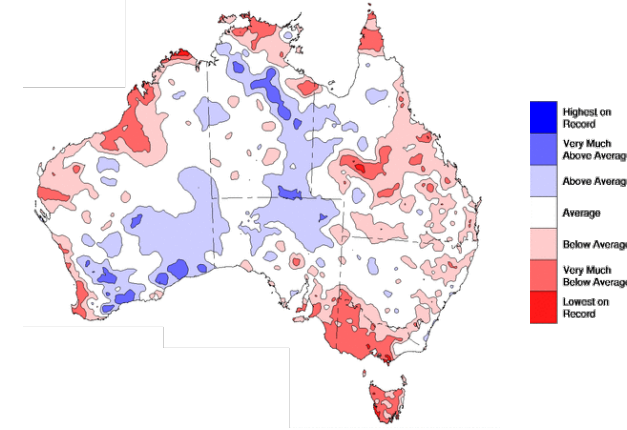 Highest on
Record
Very Much
Above Average
Above Average
Average
Below Average
Very Much
Below Average
Lowest on
Record